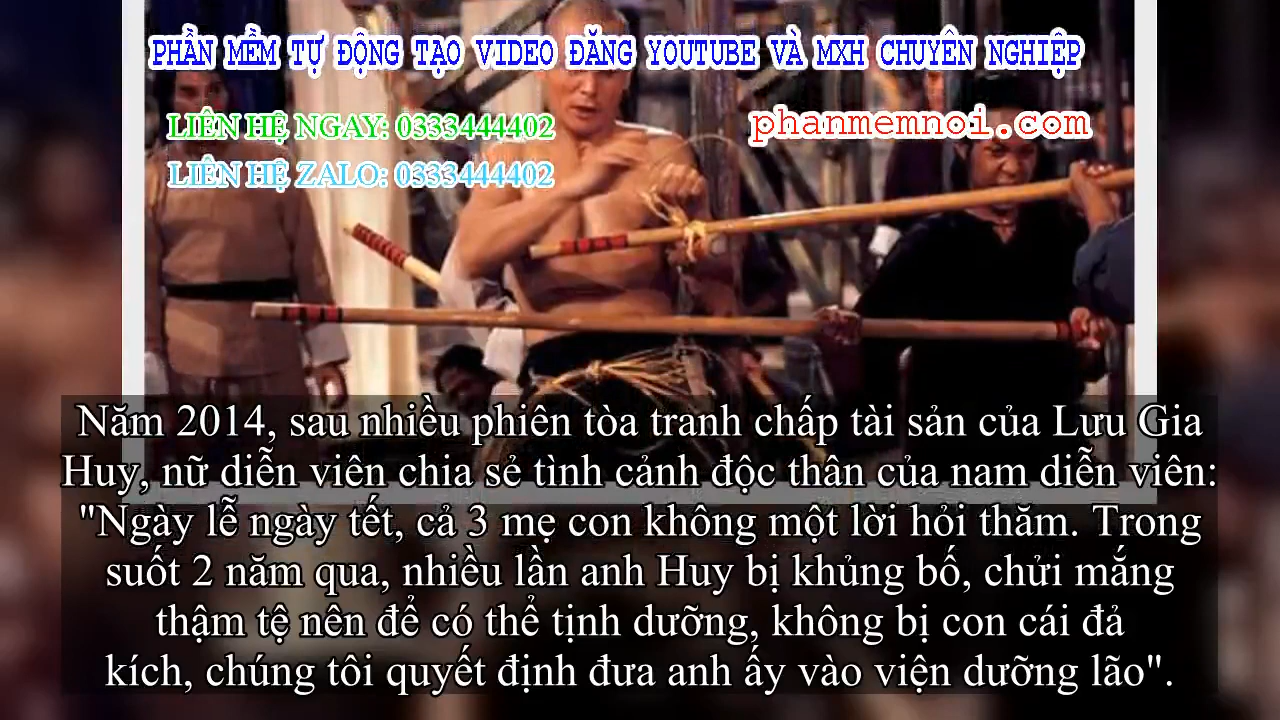 PHẦN MỀM TỰ ĐỘNG TẠO VIDEO ĐĂNG YOUTUBE VÀ MXH CHUYÊN NGHIỆP
LIÊN HỆ NGAY: 0333444402
phanmemnoi.com
LIÊN HỆ ZALO: 0333444402
Năm 2014, sau nhiều phiên tòa tranh chấp tài sản của Lưu Gia
Huy, nữ diễn viên chia sẻ tình cảnh độc thân của nam diễn viên:
"Ngày lễ ngày tết, cả 3 mẹ con không một lời hỏi thăm. Trong
suốt 2 năm qua, nhiều lần anh Huy bị khủng bố, chửi mắng
thậm tệ nên để có thể tịnh dưỡng, không bị con cái đả
kích, chúng tôi quyết định đưa anh ấy vào viện dưỡng lão".